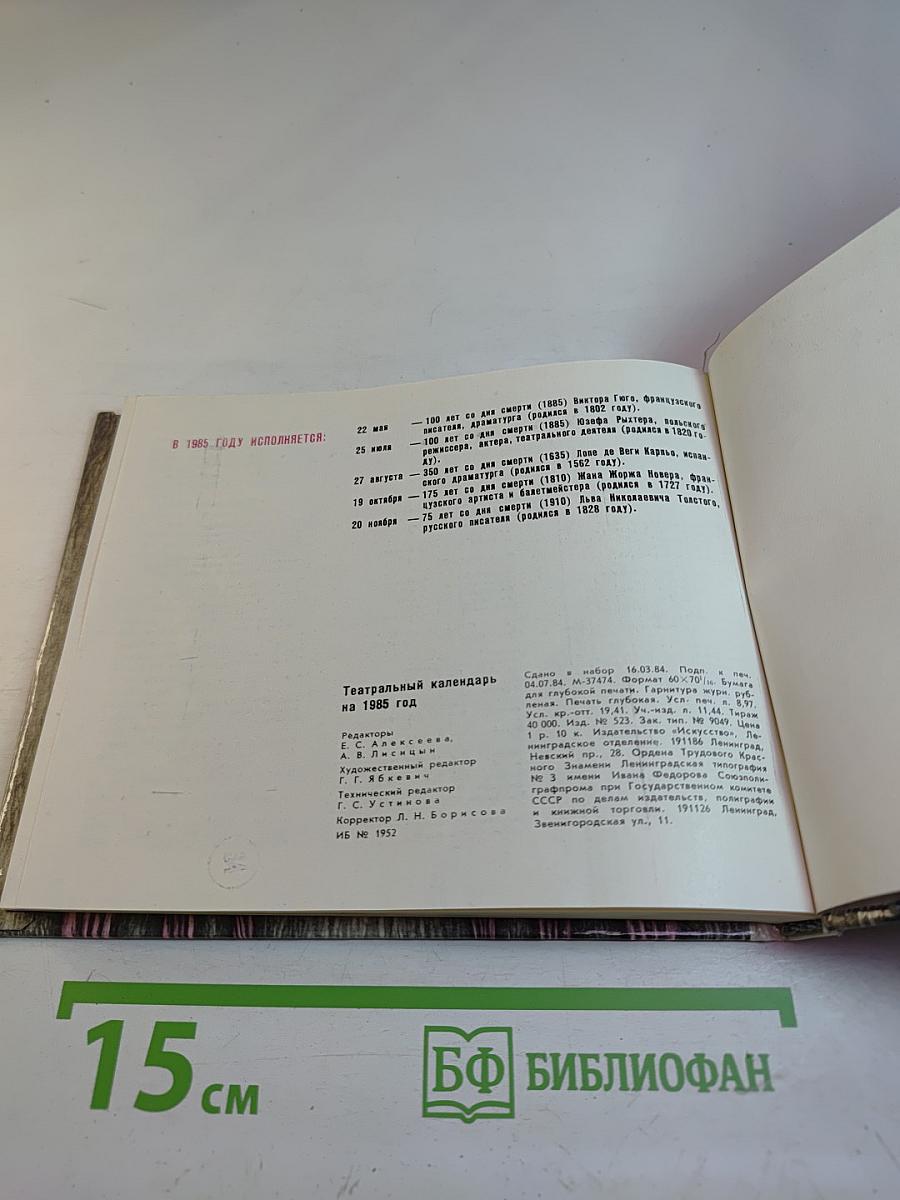 В 1985 ГОДУ ИСПОЛНЯЕТСЯ:
22 мая — 100 лет со дня смерти (1885) Виктора Гюго, французского
писателя, драматурга (родился в 1802 году).
25 июля — 100 лет со дня смерти (1885) Юзефа Рыхтера, польского
режиссера, актера, театрального деятеля (родился в 1820 го-
ду).
27 августа — 350 лет со дня смерти (1635) Лопе де Веги Карпьо, испан-
ского драматурга (родился в 1562 году).
19 октября — 175 лет со дня смерти (1810) Жана Жоржа Новера, фран-
цузского артиста и балетмейстера (родился в 1727 году).
20 ноября — 75 лет со дня смерти (1910) Льва Николаевича Толстого,
русского писателя (родился в 1828 году).
Театральный календарь
на 1985 год
Редакторы
Е. С. Алексеева,
А. В. Лисицын
Художественный редактор
Г. Г. Ябкевич
Технический редактор
Г. С. Устинова
Корректор Л. Н. Борисова
ИБ № 1952
Сдано в набор 16.03.84. Подп. к печ.
04.07.84. М-37474. Формат 60×70¹/₁₆. Бумага
для глубокой печати. Гарнитура журн. руб-
леная. Печать глубокая. Усл. печ. л. 8,97.
Усл. кр.-отт. 19,41. Уч.-изд. л. 11,44. Тираж
40 000. Изд. № 523. Зак. тип. № 9049. Цена
1 р. 10 к. Издательство «Искусство», Ле-
нинградское отделение. 191186 Ленинград,
Невский пр., 28. Ордена Трудового Крас-
ного Знамени Ленинградская типография
№ 3 имени Ивана Федорова Союзполи-
графпрома при Государственном комитете
СССР по делам издательств, полиграфии
и книжной торговли. 191126 Ленинград,
Звенигородская ул., 11.
15 см
БФ БИБЛИОФАН